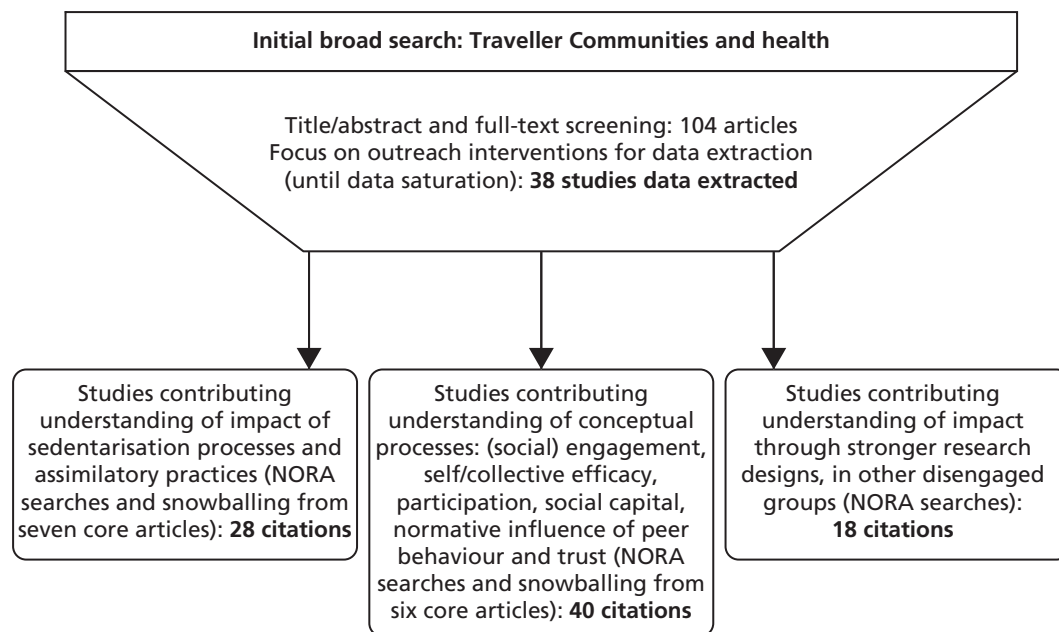 Initial broad search: Traveller Communities and health
Title/abstract and full-text screening: 104 articles
Focus on outreach interventions for data extraction
(until data saturation): 38 studies data extracted
Studies contributing
understanding of impact of
sedentarisation processes and
assimilatory practices (NORA
searches and snowballing from
seven core articles): 28 citations
Studies contributing
understanding of conceptual
processes: (social) engagement,
self/collective efficacy,
participation, social capital,
normative influence of peer
behaviour and trust (NORA
searches and snowballing from
six core articles): 40 citations
Studies contributing
understanding of impact
through stronger research
designs, in other disengaged
groups (NORA searches):
18 citations